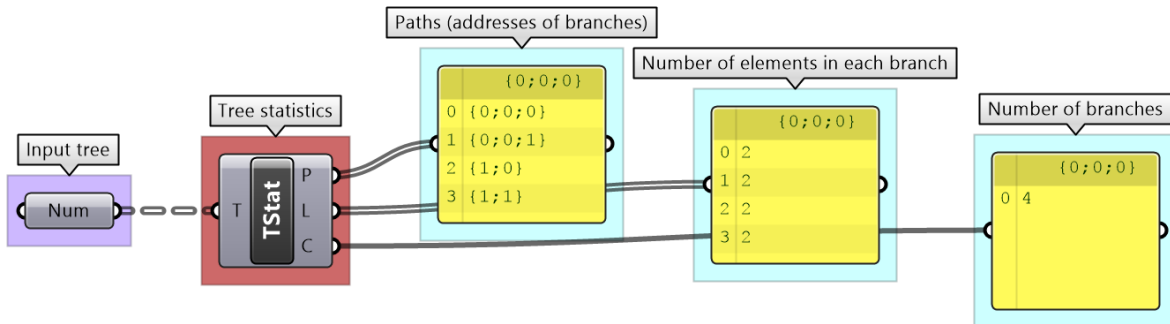 Paths (addresses of branches)
{0;0;0}
0 {0;0;0}
1 {0;0;1}
2 {1;0}
3 {1;1}
Number of elements in each branch
{0;0;0}
0 2
1 2
2 2
3 2
Number of branches
{0;0;0}
0 4
Tree statistics
T
TStat
P
L
C
Input tree
Num